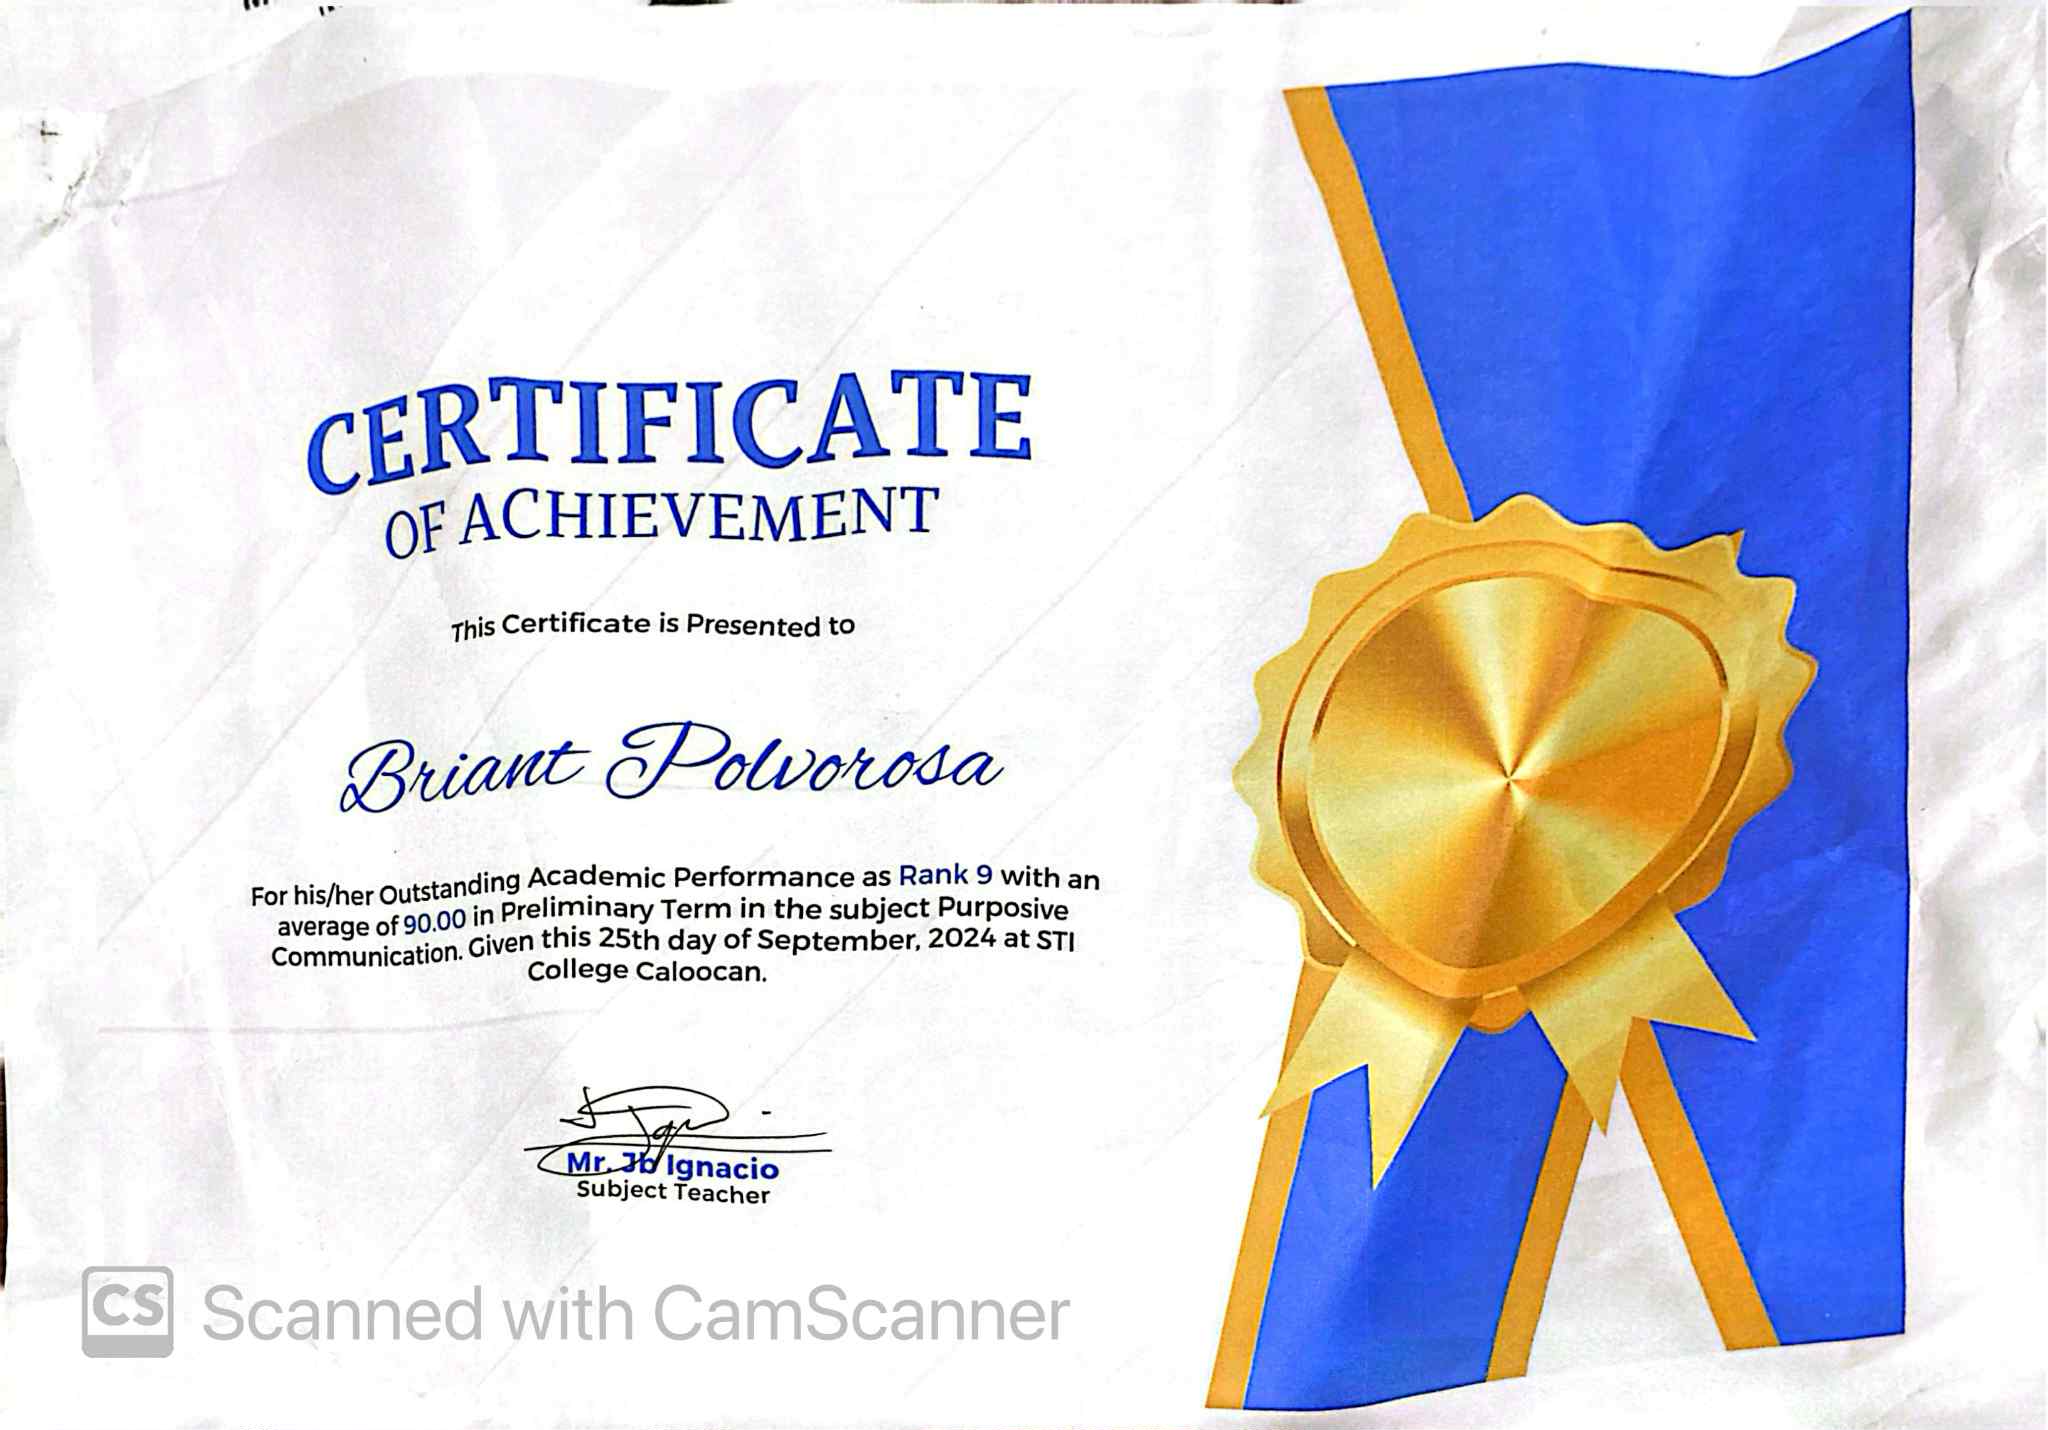 CERTIFICATE
OF ACHIEVEMENT
This Certificate is Presented to
Briant Polvorosa
For his/her Outstanding Academic Performance as Rank 9 with an
average of 90.00 in Preliminary Term in the subject Purposive
Communication. Given this 25th day of September, 2024 at STI
College Caloocan.
Mr. Jb Ignacio
Subject Teacher
CS Scanned with CamScanner